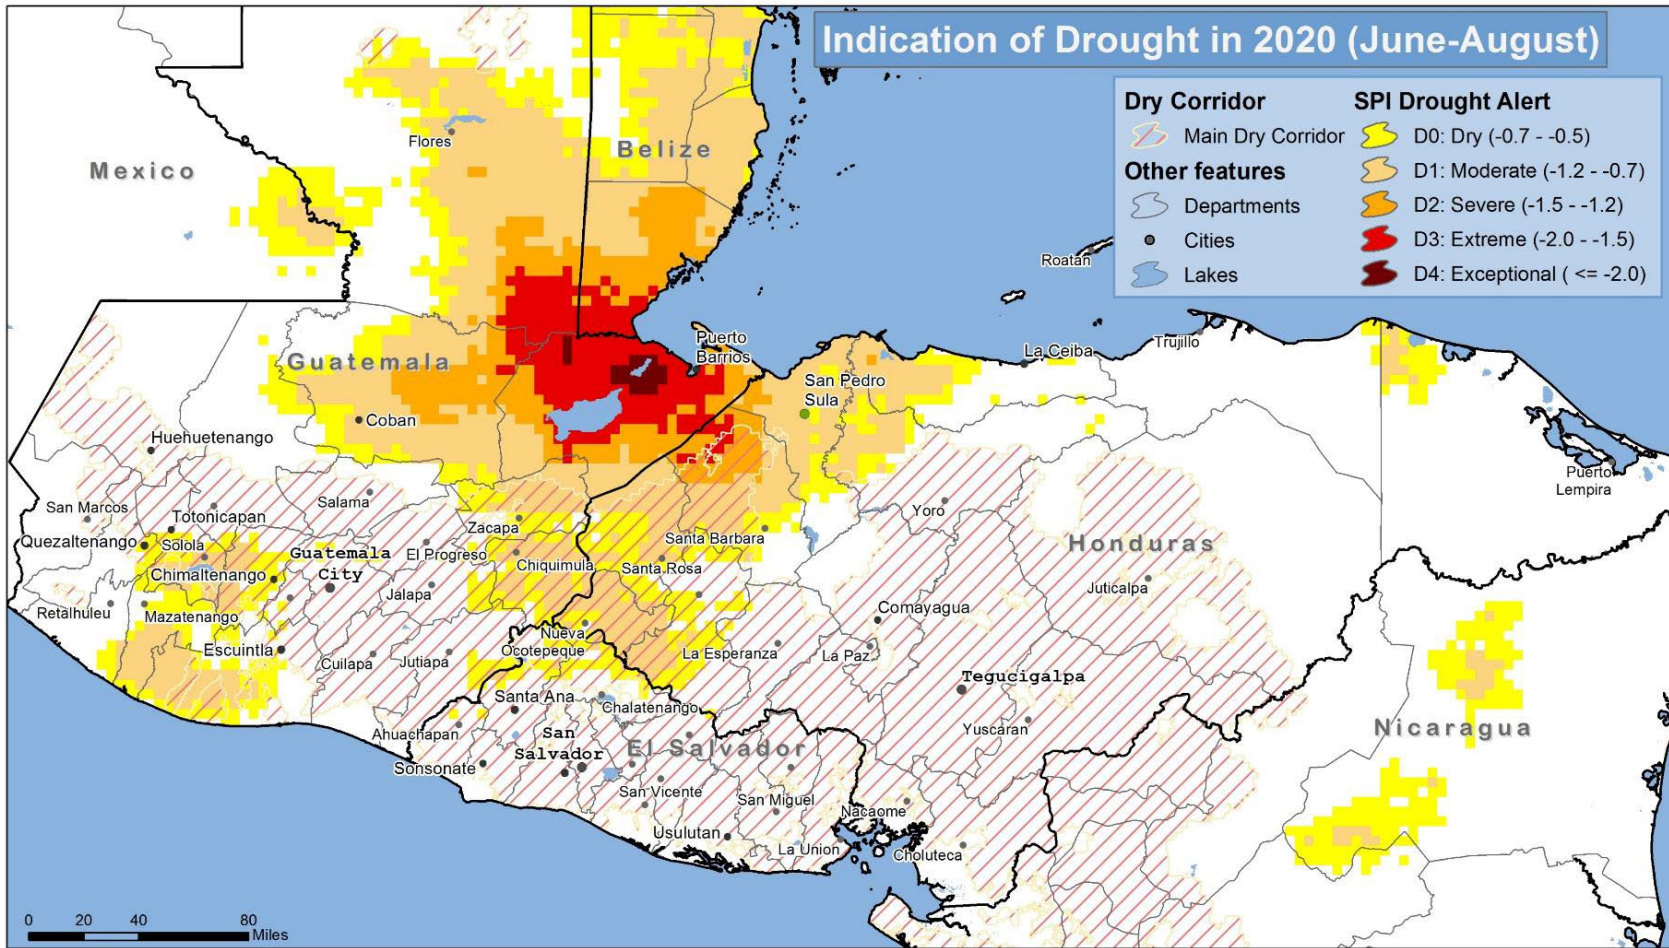 Indication of Drought in 2020 (June-August)
Dry Corridor
Main Dry Corridor
Other features
Departments
Cities
Lakes
SPI Drought Alert
D0: Dry (-0.7 - -0.5)
D1: Moderate (-1.2 - -0.7)
D2: Severe (-1.5 - -1.2)
D3: Extreme (-2.0 - -1.5)
D4: Exceptional ( <= -2.0)
Flores
Belize
Mexico
Roatan
Puerto
Barrios
Trujillo
La Ceiba
Guatemala
San Pedro
Sula
Coban
Huehuetenango
Puerto
Lempira
San Marcos
Salama
Totonicapan
Yoro
Zacapa
Quezaltenango
Solola
Santa Barbara
Honduras
Guatemala
City
El Progreso
Chiquimula
Santa Rosa
Chimaltenango
Juticalpa
Jalapa
Retalhuleu
Mazatenango
Comayagua
Nueva
Ocotepeque
Escuintla
Cuilapa
Jutiapa
La Esperanza
La Paz
Tegucigalpa
Santa Ana
Chalatenango
Ahuachapan
Yuscaran
Nicaragua
San
Salvador
El Salvador
Sonsonate
San Vicente
San Miguel
Nacaome
Usulutan
La Union
Choluteca
0 20 40 80
Miles